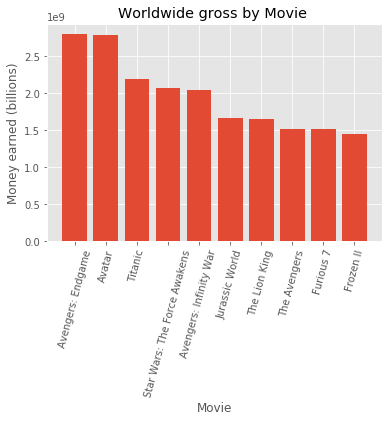 Worldwide gross by Movie
1e9
Money earned (billions)
2.5
2.0
1.5
1.0
0.5
0.0
Avengers: Endgame
Avatar
Titanic
Star Wars: The Force Awakens
Avengers: Infinity War
Jurassic World
The Lion King
The Avengers
Furious 7
Frozen II
Movie